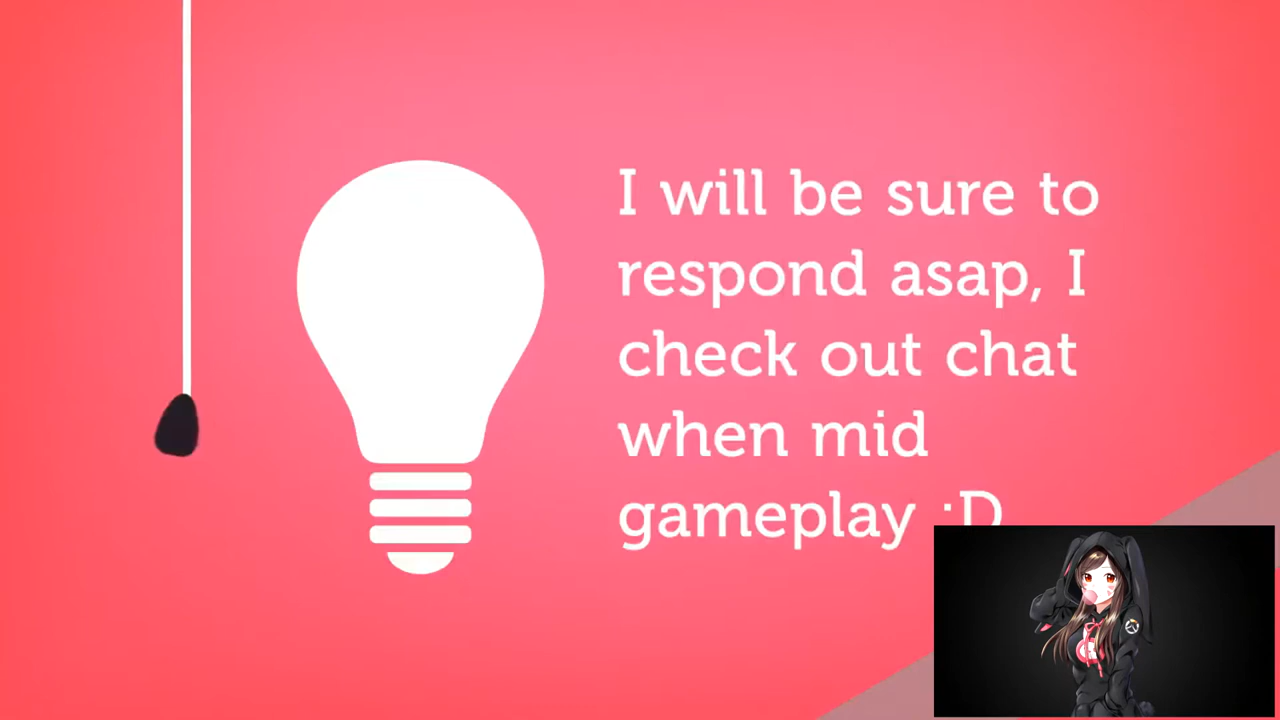 I will be sure to
respond asap, I
check out chat
when mid
gameplay :D